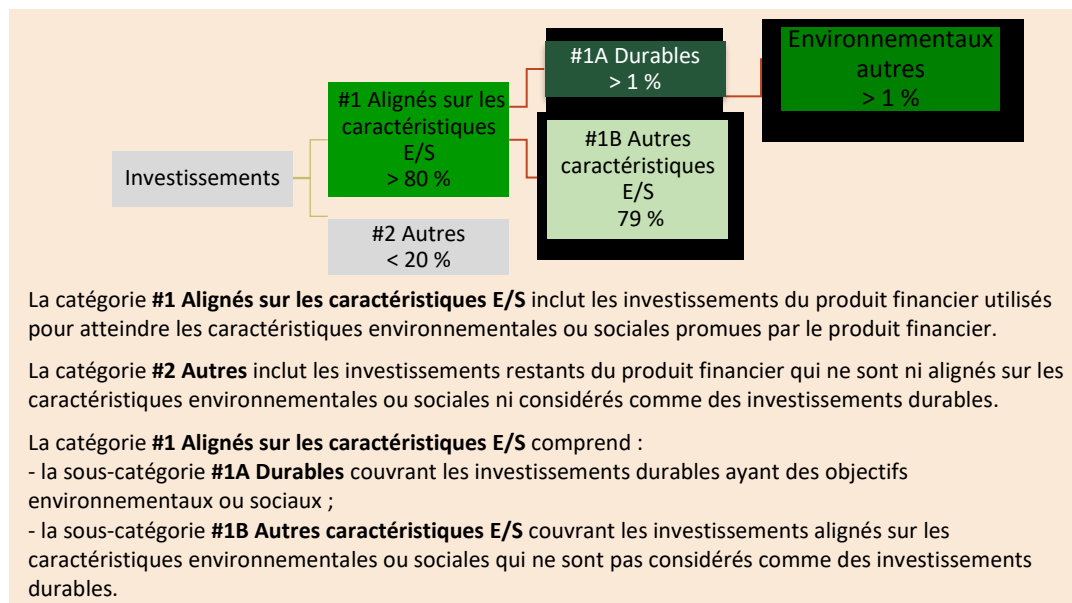 Investissements
#1 Alignés sur les
caractéristiques
E/S
> 80 %
#2 Autres
< 20 %
#1A Durables
> 1 %
#1B Autres
caractéristiques
E/S
79 %
Environnementaux
autres
> 1 %
La catégorie #1 Alignés sur les caractéristiques E/S inclut les investissements du produit financier utilisés
pour atteindre les caractéristiques environnementales ou sociales promues par le produit financier.
La catégorie #2 Autres inclut les investissements restants du produit financier qui ne sont ni alignés sur les
caractéristiques environnementales ou sociales ni considérés comme des investissements durables.
La catégorie #1 Alignés sur les caractéristiques E/S comprend :
- la sous-catégorie #1A Durables couvrant les investissements durables ayant des objectifs
environnementaux ou sociaux ;
- la sous-catégorie #1B Autres caractéristiques E/S couvrant les investissements alignés sur les
caractéristiques environnementales ou sociales qui ne sont pas considérés comme des investissements
durables.